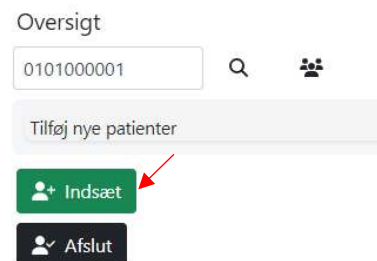 Oversigt
0101000001
Tilføj nye patienter
Indsæt
Afslut